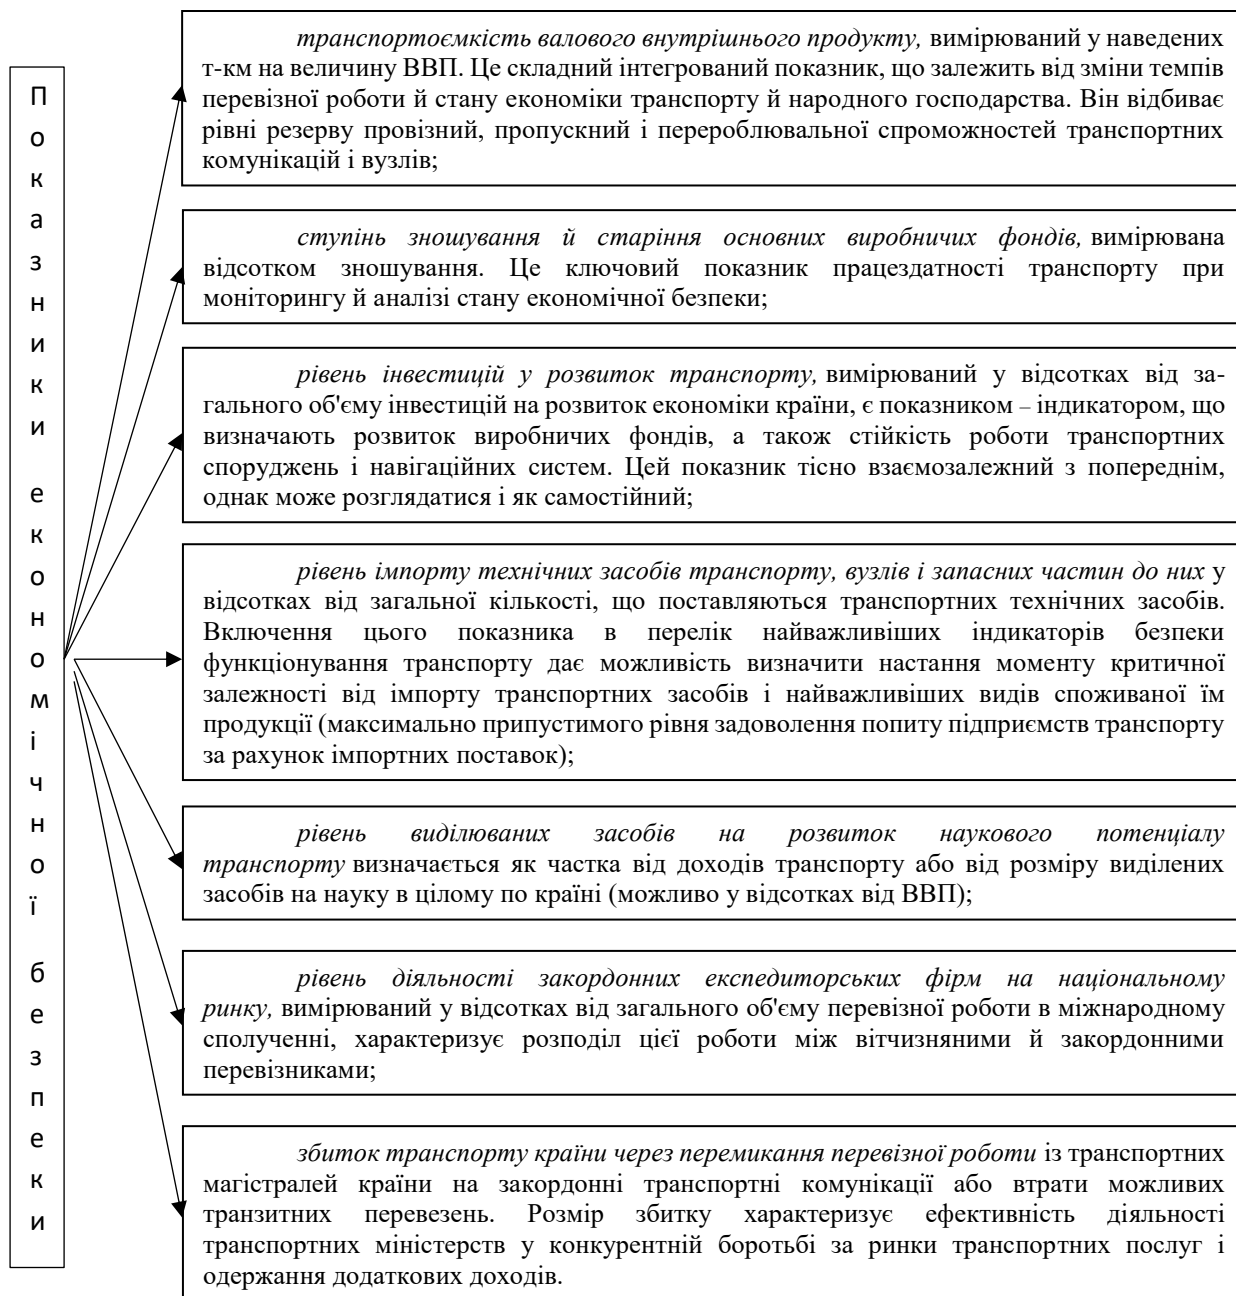 Показники економічної безпеки
транспортоємкість валового внутрішнього продукту, вимірюваний у наведених
т-км на величину ВВП. Це складний інтегрований показник, що залежить від зміни темпів
перевізної роботи й стану економіки транспорту й народного господарства. Він відбиває
рівні резерву провізний, пропускний і перероблювальної спроможностей транспортних
комунікацій і вузлів;
ступінь зношування й старіння основних виробничих фондів, вимірювана
відсотком зношування. Це ключовий показник працездатності транспорту при
моніторингу й аналізі стану економічної безпеки;
рівень інвестицій у розвиток транспорту, вимірюваний у відсотках від за-
гального об'єму інвестицій на розвиток економіки країни, є показником – індикатором, що
визначають розвиток виробничих фондів, а також стійкість роботи транспортних
споруджень і навігаційних систем. Цей показник тісно взаємозалежний з попереднім,
однак може розглядатися і як самостійний;
рівень імпорту технічних засобів транспорту, вузлів і запасних частин до них у
відсотках від загальної кількості, що поставляються транспортних технічних засобів.
Включення цього показника в перелік найважливіших індикаторів безпеки
функціонування транспорту дає можливість визначити настання моменту критичної
залежності від імпорту транспортних засобів і найважливіших видів споживаної їм
продукції (максимально припустимого рівня задоволення попиту підприємств транспорту
за рахунок імпортних поставок);
рівень виділюваних засобів на розвиток наукового потенціалу
транспорту визначається як частка від доходів транспорту або від розміру виділених
засобів на науку в цілому по країні (можливо у відсотках від ВВП);
рівень діяльності закордонних експедиторських фірм на національному
ринку, вимірюваний у відсотках від загального об'єму перевізної роботи в міжнародному
сполученні, характеризує розподіл цієї роботи між вітчизняними й закордонними
перевізниками;
збиток транспорту країни через перемикання перевізної роботи із транспортних
магістралей країни на закордонні транспортні комунікації або втрати можливих
транзитних перевезень. Розмір збитку характеризує ефективність діяльності
транспортних міністерств у конкурентній боротьбі за ринки транспортних послуг і
одержання додаткових доходів.